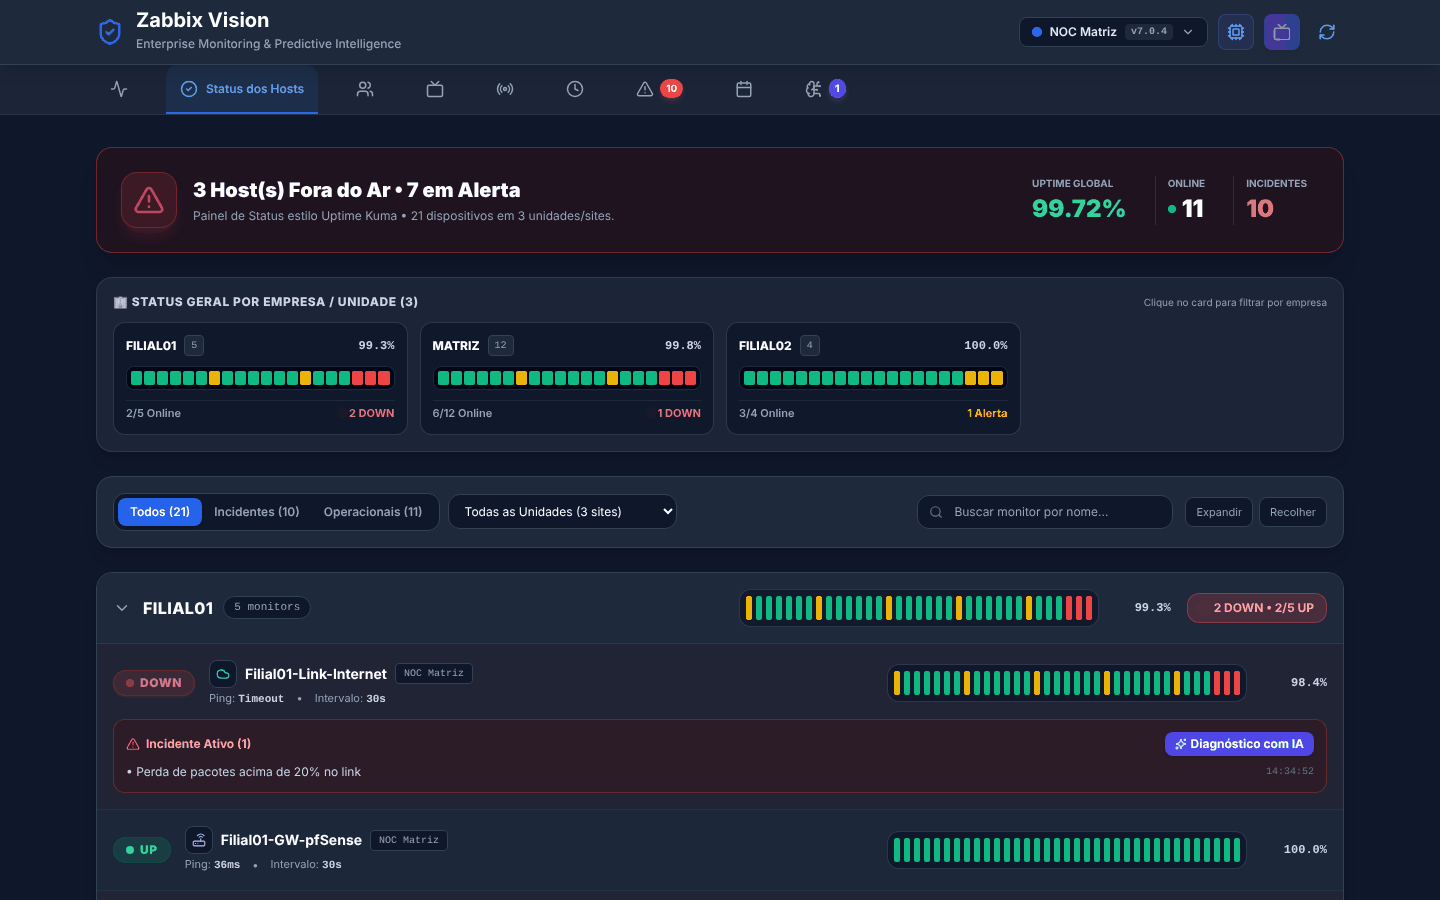 Zabbix Vision
Enterprise Monitoring & Predictive Intelligence
NOC Matriz v7.0.4
Status dos Hosts
10
1
3 Host(s) Fora do Ar • 7 em Alerta
Painel de Status estilo Uptime Kuma • 21 dispositivos em 3 unidades/sites.
UPTIME GLOBAL
99.72%
ONLINE
11
INCIDENTES
10
STATUS GERAL POR EMPRESA / UNIDADE (3)
Clique no card para filtrar por empresa
FILIAL01 5 99.3%
2/5 Online 2 DOWN
MATRIZ 12 99.8%
6/12 Online 1 DOWN
FILIAL02 4 100.0%
3/4 Online 1 Alerta
Todos (21) Incidentes (10) Operacionais (11) Todas as Unidades (3 sites) Buscar monitor por nome... Expandir Recolher
FILIAL01 5 monitors 99.3% 2 DOWN • 2/5 UP
DOWN Filial01-Link-Internet NOC Matriz 98.4%
Ping: Timeout • Intervalo: 30s
Incidente Ativo (1) Diagnóstico com IA
• Perda de pacotes acima de 20% no link 14:34:52
UP Filial01-GW-pfSense NOC Matriz 100.0%
Ping: 36ms • Intervalo: 30s